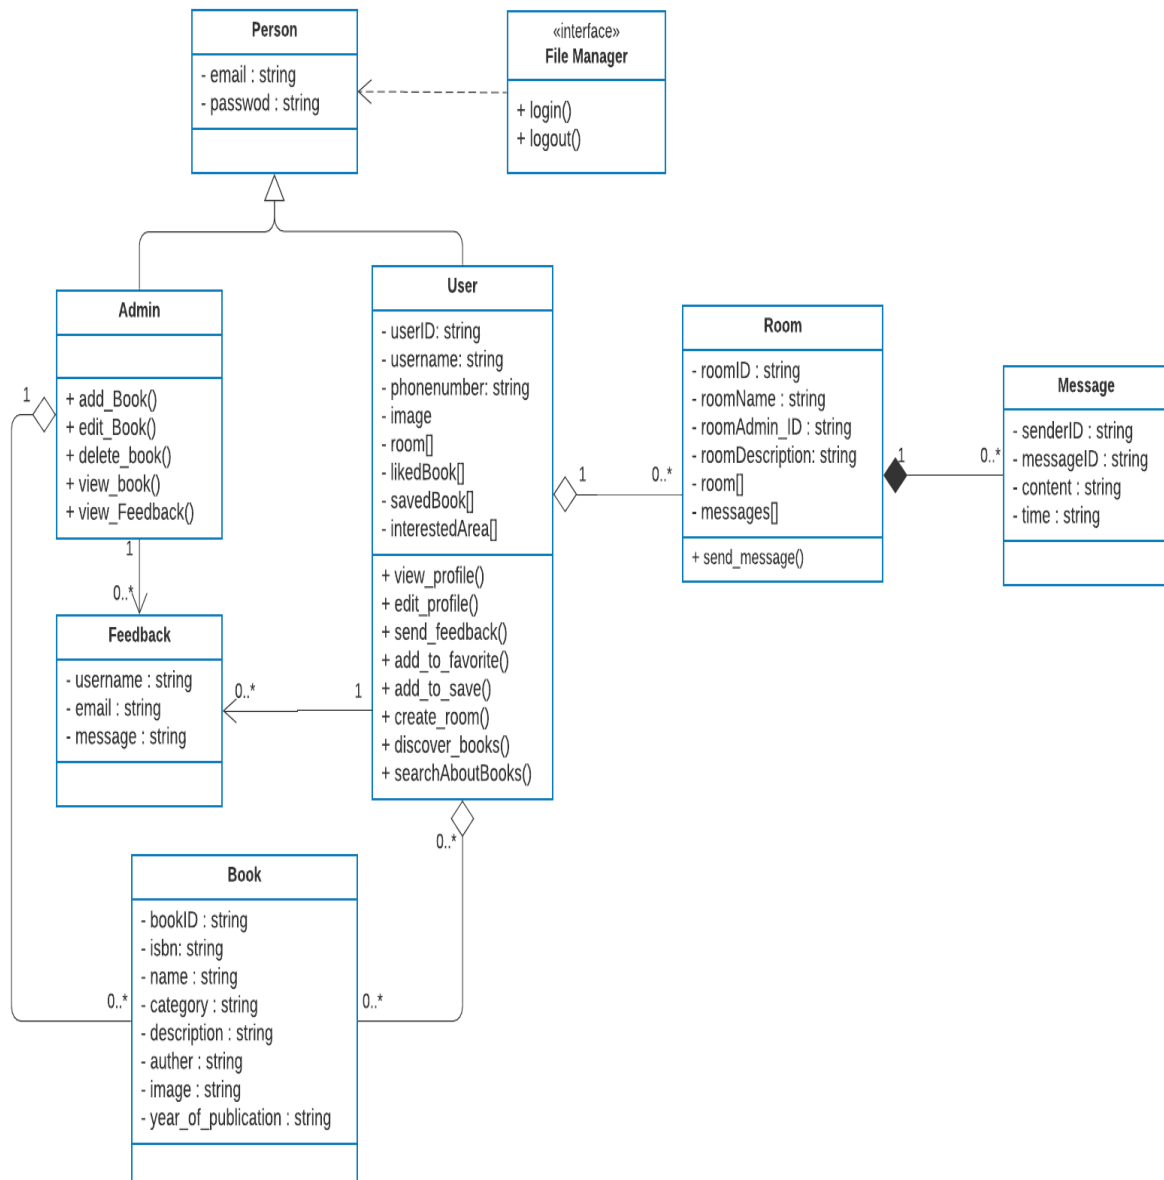 Person
- email : string
- passwod : string
«interface»
File Manager
+ login()
+ logout()
Admin
+ add_Book()
+ edit_Book()
+ delete_book()
+ view_book()
+ view_Feedback()
1
1
0..*
User
- userID: string
- username: string
- phonenumber: string
- image
- room[]
- likedBook[]
- savedBook[]
- interestedArea[]
+ view_profile()
+ edit_profile()
+ send_feedback()
+ add_to_favorite()
+ add_to_save()
+ create_room()
+ discover_books()
+ searchAboutBooks()
1
0..*
Room
- roomID : string
- roomName : string
- roomAdmin_ID : string
- roomDescription: string
- room[]
- messages[]
+ send_message()
1
0..*
Message
- senderID : string
- messageID : string
- content : string
- time : string
Feedback
- username : string
- email : string
- message : string
0..*
1
0..*
Book
- bookID : string
- isbn: string
- name : string
- category : string
- description : string
- auther : string
- image : string
- year_of_publication : string
0..*
0..*